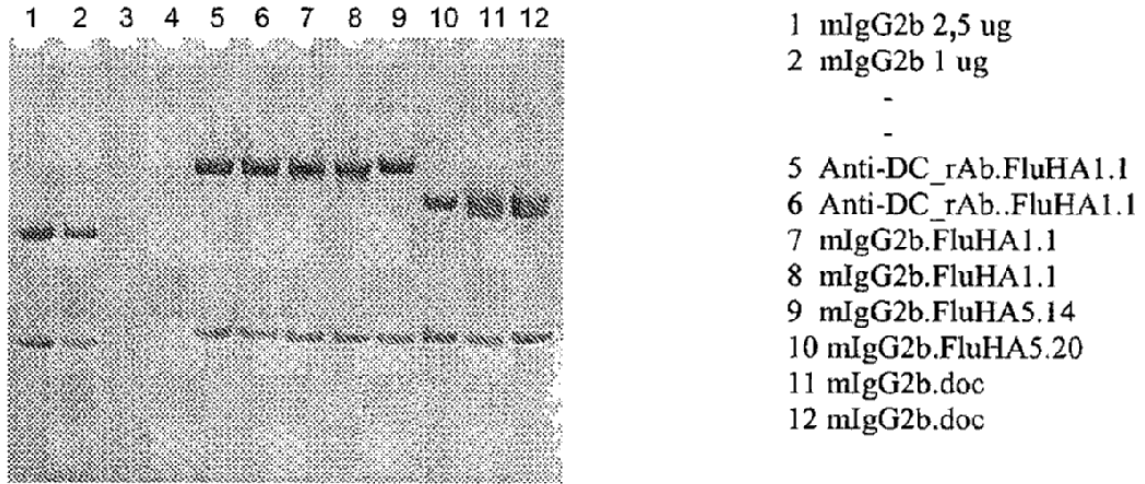 1 2 3 4 5 6 7 8 9 10 11 12
1 mIgG2b 2,5 ug
2 mIgG2b 1 ug
-
-
5 Anti-DC_rAb.FluHA1.1
6 Anti-DC_rAb..FluHA1.1
7 mIgG2b.FluHA1.1
8 mIgG2b.FluHA1.1
9 mIgG2b.FluHA5.14
10 mIgG2b.FluHA5.20
11 mIgG2b.doc
12 mIgG2b.doc